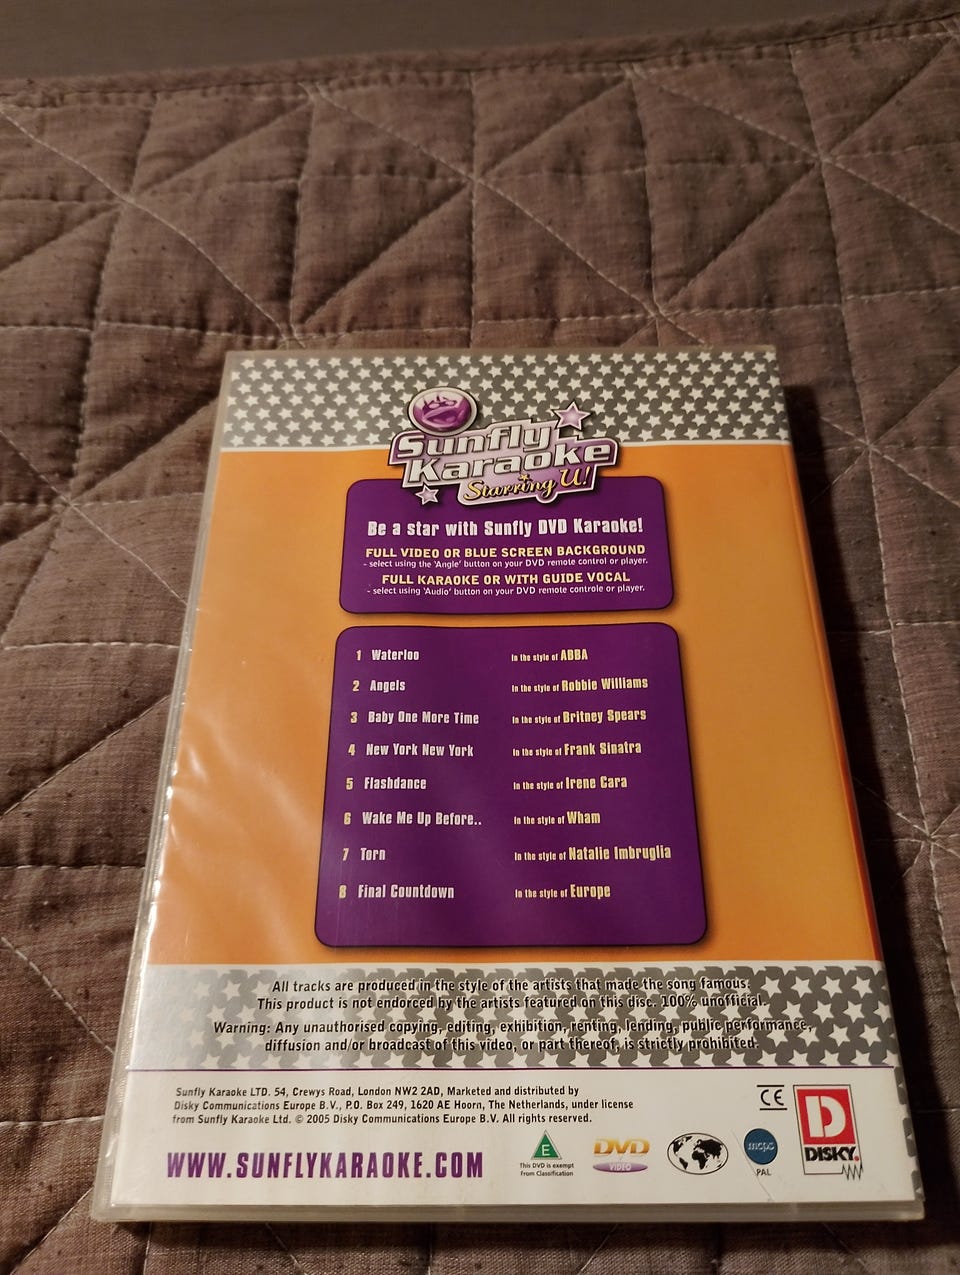 Sunfly
Karaoke
Starring U!
Be a star with Sunfly DVD Karaoke!
FULL VIDEO OR BLUE SCREEN BACKGROUND
- select using the 'Angle' button on your DVD remote control or player.
FULL KARAOKE OR WITH GUIDE VOCAL
- select using 'Audio' button on your DVD remote controle or player.
1 Waterloo In the style of ABBA
2 Angels In the style of Robbie Williams
3 Baby One More Time In the style of Britney Spears
4 New York New York In the style of Frank Sinatra
5 Flashdance In the style of Irene Cara
6 Wake Me Up Before.. In the style of Wham
7 Torn In the style of Natalie Imbruglia
8 Final Countdown In the style of Europe
All tracks are produced in the style of the artists that made the song famous.
This product is not endorsed by the artists featured on this disc. 100% unofficial.
Warning: Any unauthorised copying, editing, exhibition, renting, lending, public performance,
diffusion and/or broadcast of this video, or part thereof, is strictly prohibited.
Sunfly Karaoke LTD. 54, Crewys Road, London NW2 2AD, Marketed and distributed by
Disky Communications Europe B.V., P.O. Box 249, 1620 AE Hoorn, The Netherlands, under license
from Sunfly Karaoke Ltd. © 2005 Disky Communications Europe B.V. All rights reserved.
CE
D
DISKY.
WWW.SUNFLYKARAOKE.COM
E
This DVD is exempt
From Classification
DVD
VIDEO
mcps
PAL